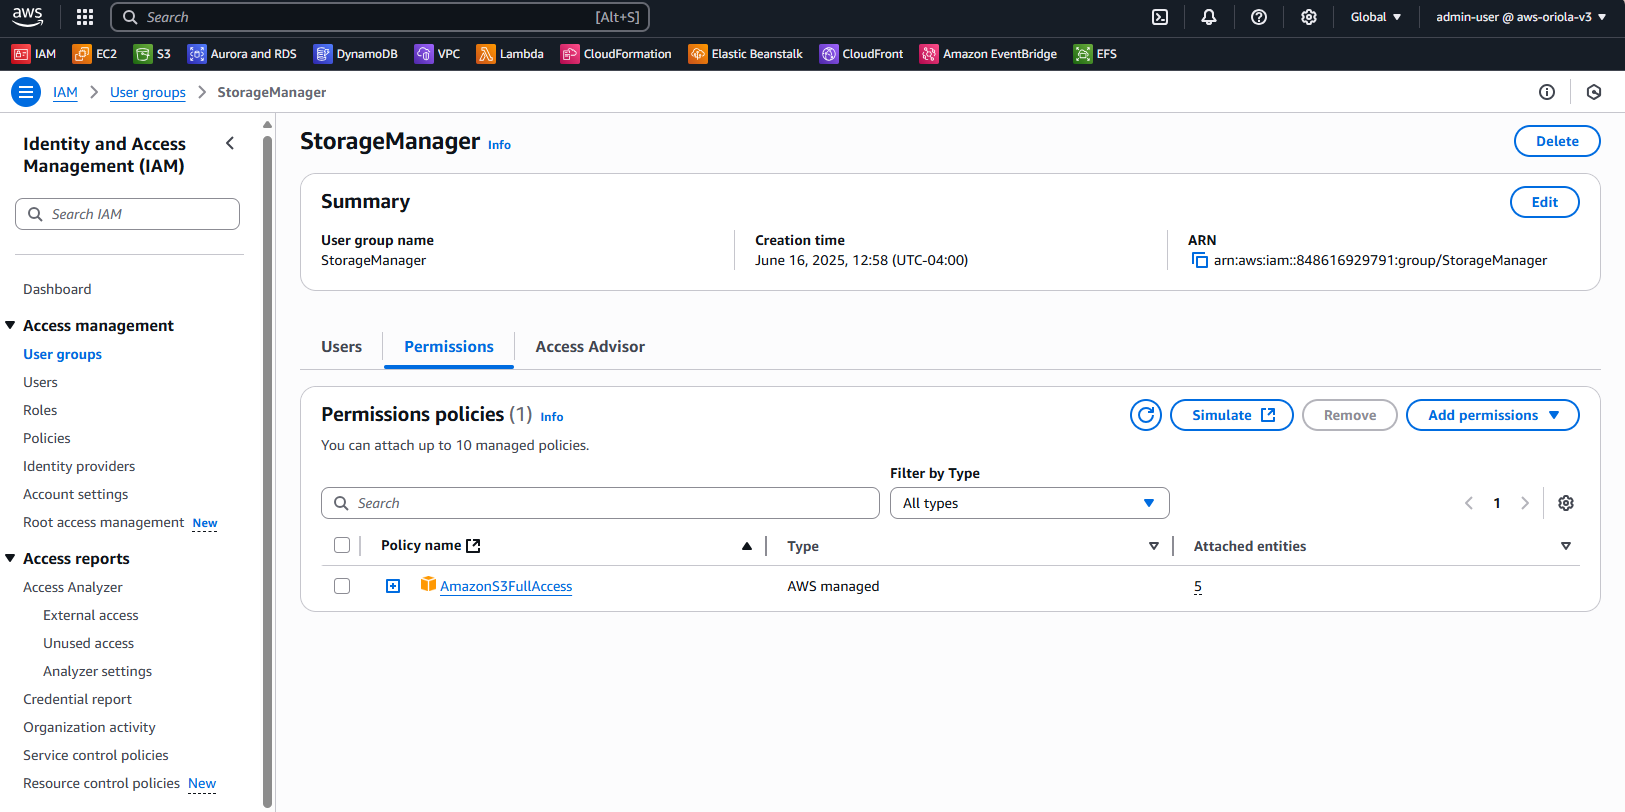 aws
Search [Alt+S]
Global
admin-user @ aws-oriola-v3
IAM EC2 S3 Aurora and RDS DynamoDB VPC Lambda CloudFormation Elastic Beanstalk CloudFront Amazon EventBridge EFS
IAM > User groups > StorageManager
Identity and Access
Management (IAM)
Search IAM
Dashboard
Access management
User groups
Users
Roles
Policies
Identity providers
Account settings
Root access management New
Access reports
Access Analyzer
External access
Unused access
Analyzer settings
Credential report
Organization activity
Service control policies
Resource control policies New
StorageManager Info
Delete
Summary
Edit
User group name
StorageManager
Creation time
June 16, 2025, 12:58 (UTC-04:00)
ARN
arn:aws:iam::848616929791:group/StorageManager
Users
Permissions
Access Advisor
Permissions policies (1) Info
You can attach up to 10 managed policies.
Simulate
Remove
Add permissions
Filter by Type
Search
All types
1
Policy name Type Attached entities
AmazonS3FullAccess AWS managed 5